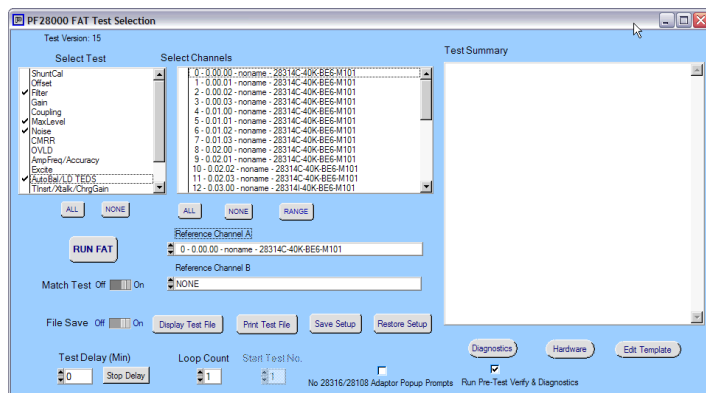 PF28000 FAT Test Selection
Test Version: 15
Select Test
Select Channels
Test Summary
ShuntCal
Offset
Filter
Gain
Coupling
MaxLevel
Noise
CMRR
OVLD
AmpFreq/Accuracy
Excite
AutoBal/LD TEDS
TInsrt/Xtalk/ChrgGain
0 - 0.00.00 - noname - 28314C-40K-BE6-M101
1 - 0.00.01 - noname - 28314C-40K-BE6-M101
2 - 0.00.02 - noname - 28314C-40K-BE6-M101
3 - 0.00.03 - noname - 28314C-40K-BE6-M101
4 - 0.01.00 - noname - 28314C-40K-BE6-M101
5 - 0.01.01 - noname - 28314C-40K-BE6-M101
6 - 0.01.02 - noname - 28314C-40K-BE6-M101
7 - 0.01.03 - noname - 28314C-40K-BE6-M101
8 - 0.02.00 - noname - 28314C-40K-BE6-M101
9 - 0.02.01 - noname - 28314C-40K-BE6-M101
10 - 0.02.02 - noname - 28314C-40K-BE6-M101
11 - 0.02.03 - noname - 28314C-40K-BE6-M101
12 - 0.03.00 - noname - 28314I-40K-BE6-M101
ALL NONE
ALL NONE RANGE
RUN FAT
Reference Channel A
0 - 0.00.00 - noname - 28314C-40K-BE6-M101
Reference Channel B
NONE
Match Test Off On
File Save Off On
Display Test File
Print Test File
Save Setup
Restore Setup
Diagnostics
Hardware
Edit Template
Test Delay (Min)
0
Stop Delay
Loop Count
1
Start Test No.
1
No 28316/28108 Adaptor Popup Prompts
Run Pre-Test Verify & Diagnostics